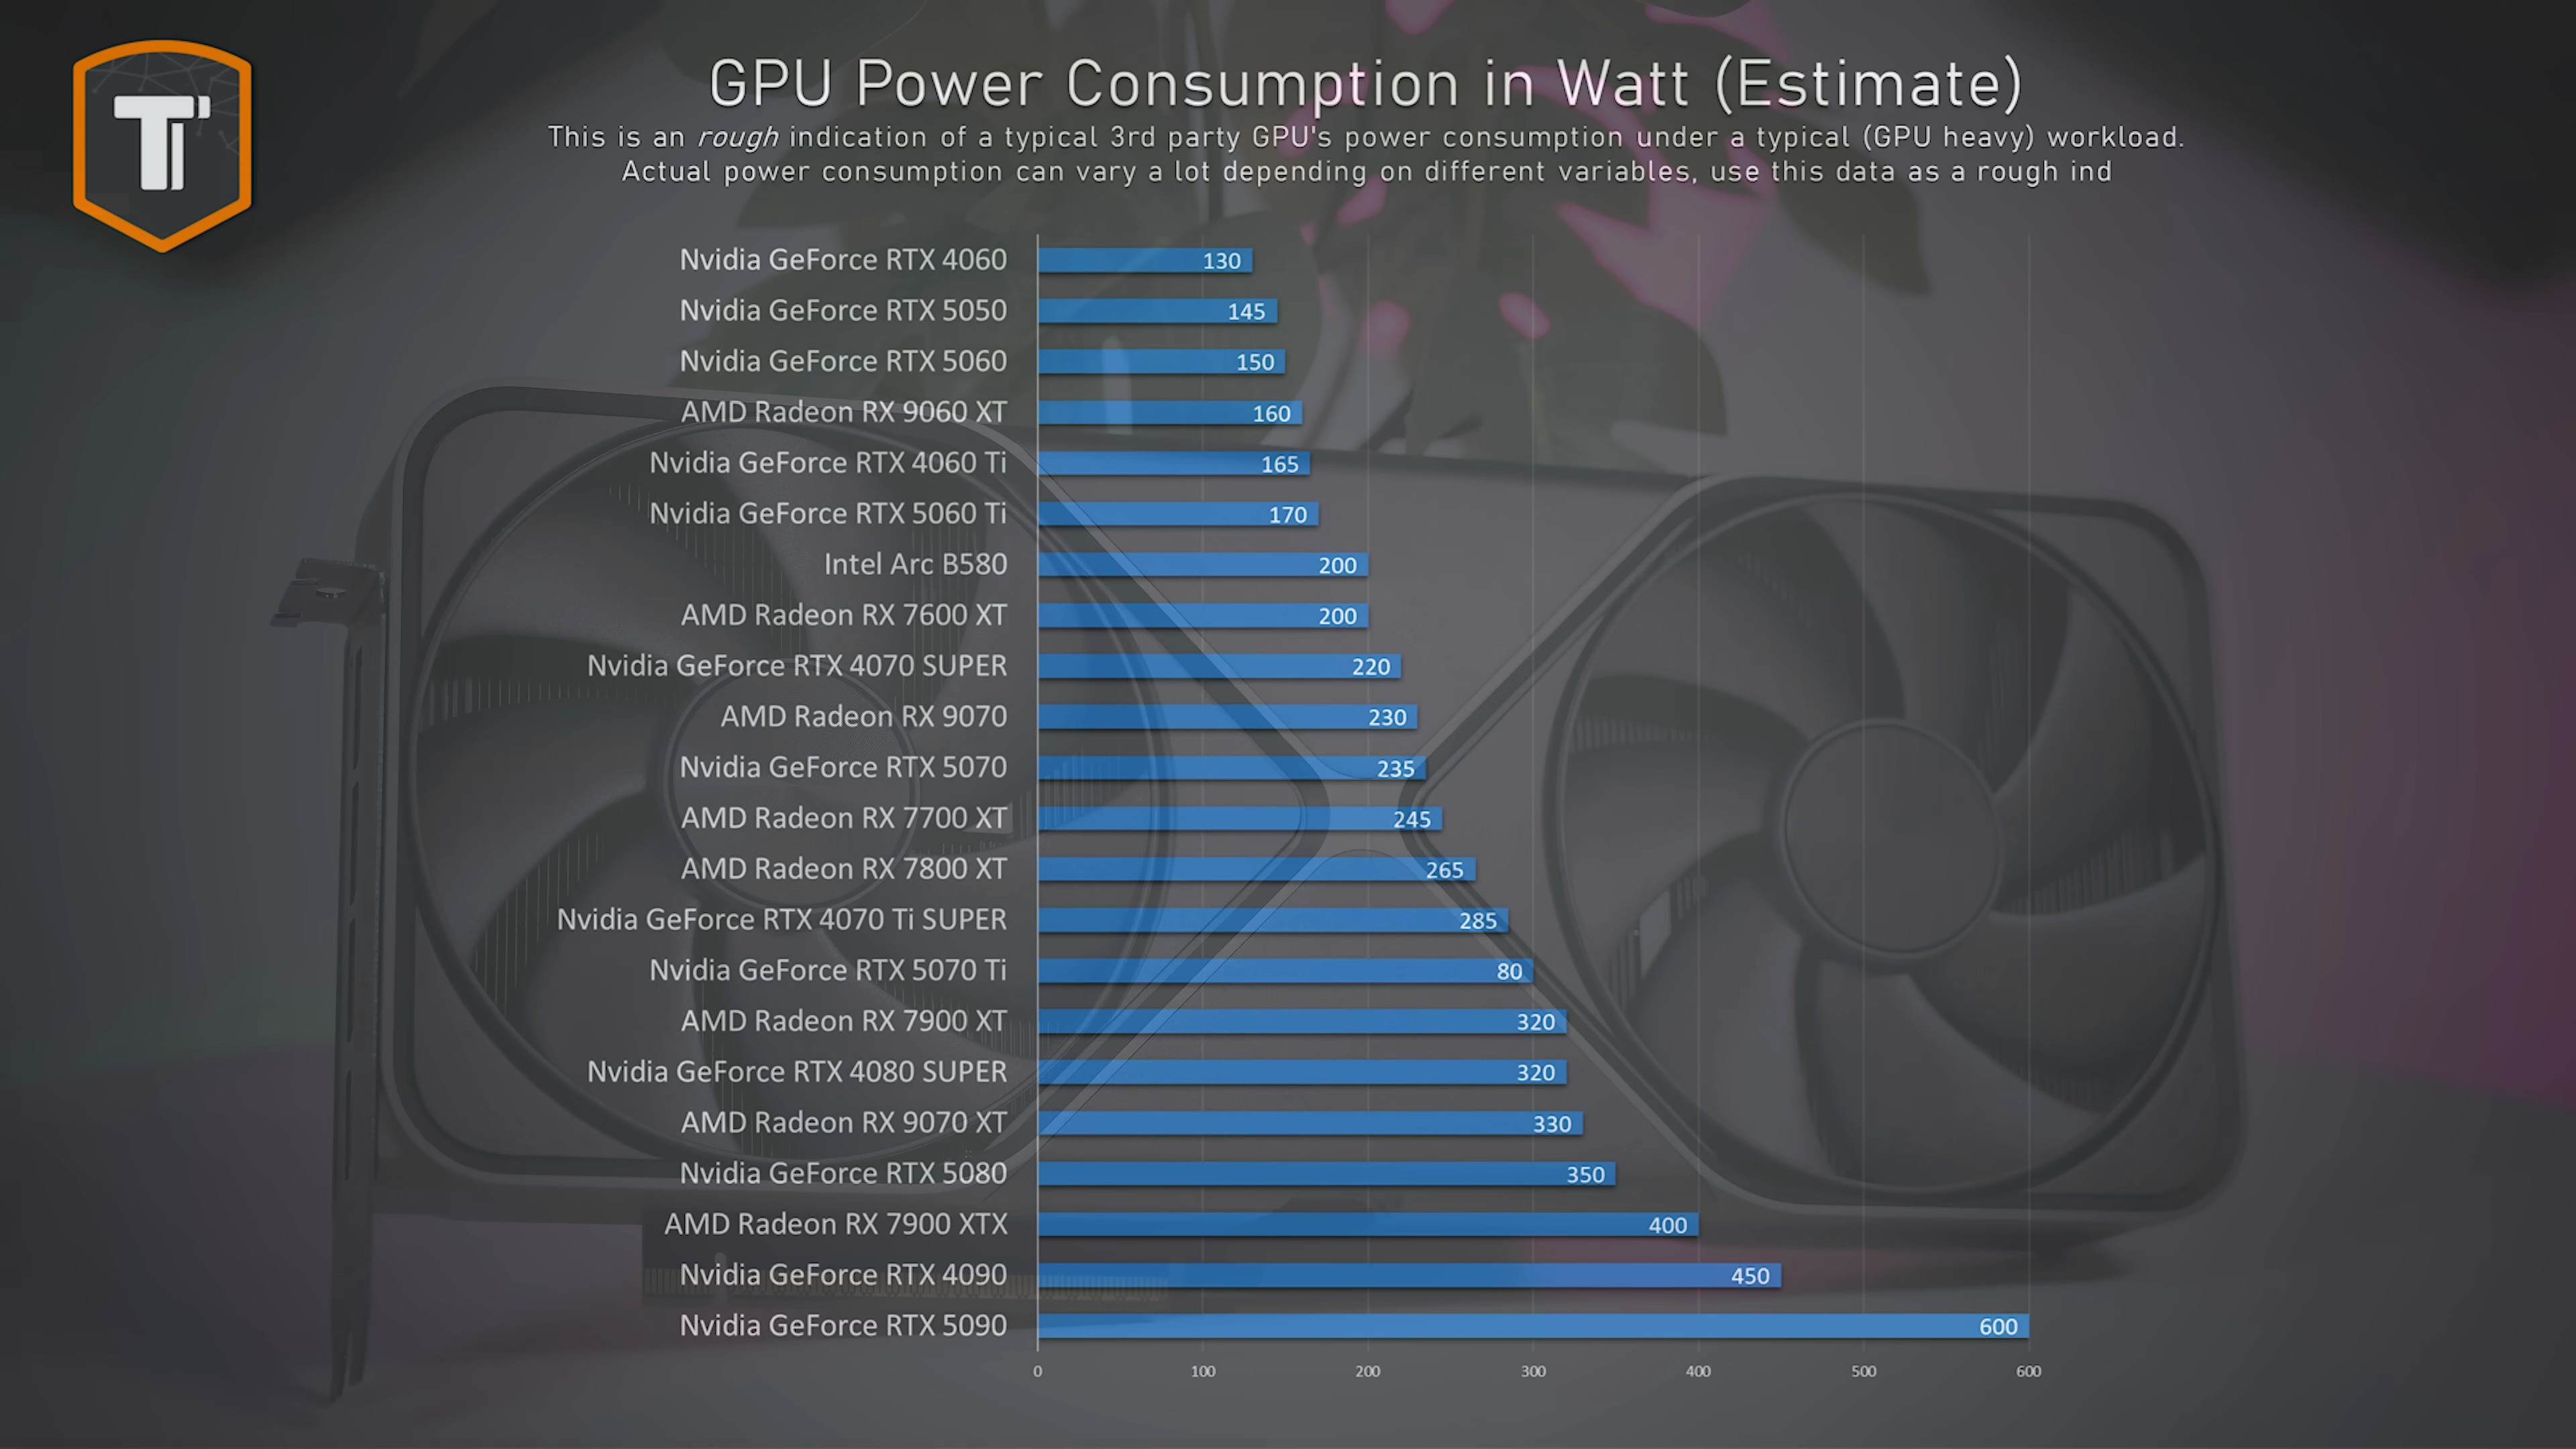 GPU Power Consumption in Watt (Estimate)
This is an rough indication of a typical 3rd party GPU's power consumption under a typical (GPU heavy) workload.
Actual power consumption can vary a lot depending on different variables, use this data as a rough ind
Nvidia GeForce RTX 4060 130
Nvidia GeForce RTX 5050 145
Nvidia GeForce RTX 5060 150
AMD Radeon RX 9060 XT 160
Nvidia GeForce RTX 4060 Ti 165
Nvidia GeForce RTX 5060 Ti 170
Intel Arc B580 200
AMD Radeon RX 7600 XT 200
Nvidia GeForce RTX 4070 SUPER 220
AMD Radeon RX 9070 230
Nvidia GeForce RTX 5070 235
AMD Radeon RX 7700 XT 245
AMD Radeon RX 7800 XT 265
Nvidia GeForce RTX 4070 Ti SUPER 285
Nvidia GeForce RTX 5070 Ti 80
AMD Radeon RX 7900 XT 320
Nvidia GeForce RTX 4080 SUPER 320
AMD Radeon RX 9070 XT 330
Nvidia GeForce RTX 5080 350
AMD Radeon RX 7900 XTX 400
Nvidia GeForce RTX 4090 450
Nvidia GeForce RTX 5090 600
0 100 200 300 400 500 600